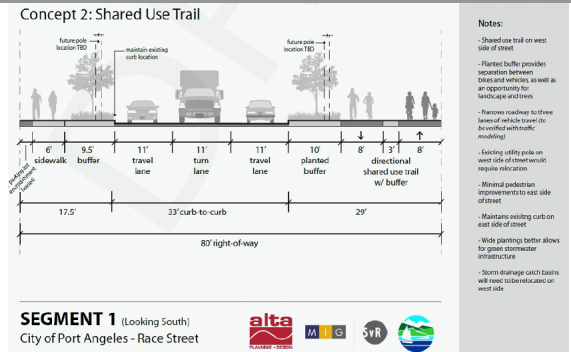 Concept 2: Shared Use Trail
future pole
location TBD
maintain existing
curb location
future pole
location TBD
6'
sidewalk
9.5'
buffer
11'
travel
lane
11'
turn
lane
11'
travel
lane
10'
planted
buffer
8'
3'
8'
directional
shared use trail
w/ buffer
parking lot
encroachment
17.5'
33' curb-to-curb
29'
80' right-of-way
SEGMENT 1 (Looking South)
City of Port Angeles - Race Street
alta
PLANNING + DESIGN
M I G
SvR
Notes:
- Shared use trail on west
side of street
- Planted buffer provides
separation between
bikes and vehicles, as well as
an opportunity for
landscape and trees
- Narrows roadway to three
lanes of vehicle travel (to
be verified with traffic
modeling)
- Existing utility pole on
west side of street would
require relocation
- Minimal pedestrian
improvements to east side
of street
- Maintains exisitng curb on
east side of street
- Wide plantings better allows
for green stormwater
infrastructure
- Storm drainage catch basins
will need to be relocated on
west side